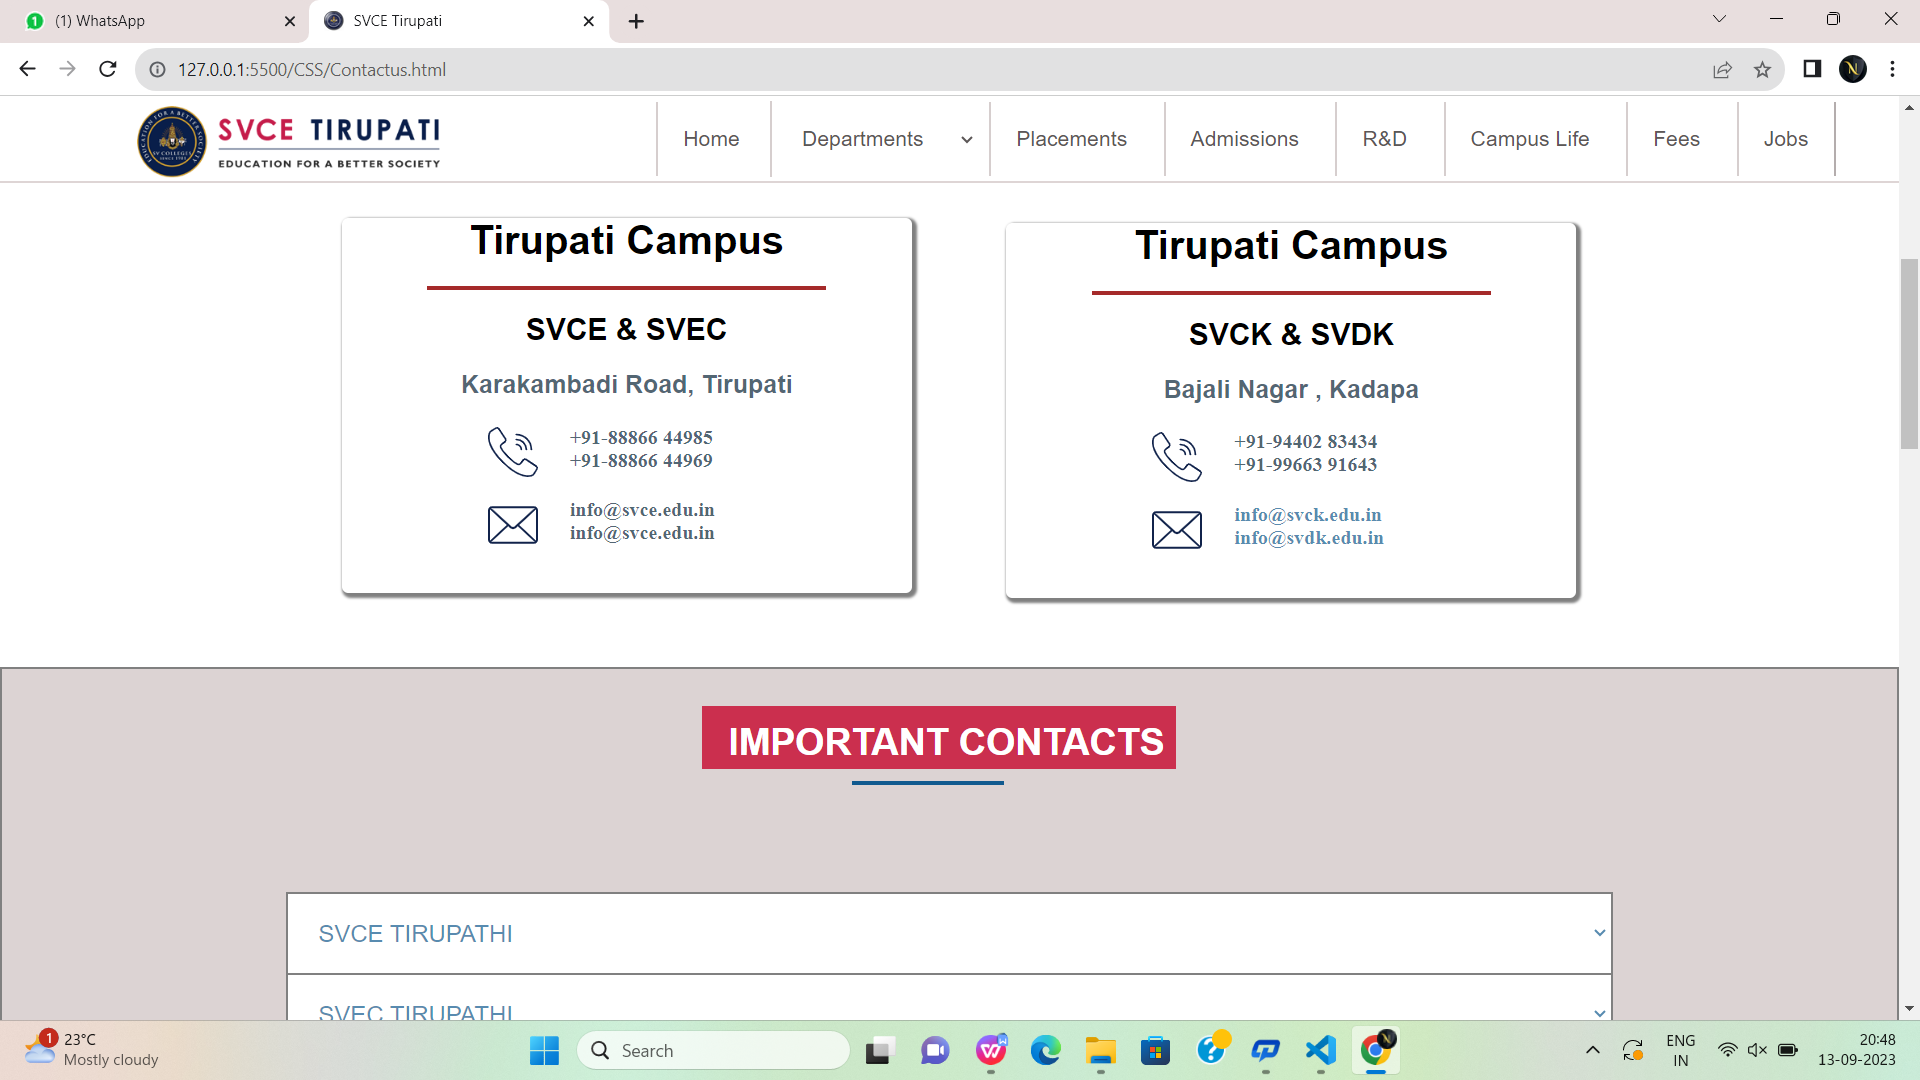 (1) WhatsApp
SVCE Tirupati
127.0.0.1:5500/CSS/Contactus.html
SVCE TIRUPATI
EDUCATION FOR A BETTER SOCIETY
Home
Departments
Placements
Admissions
R&D
Campus Life
Fees
Jobs
Tirupati Campus
SVCE & SVEC
Karakambadi Road, Tirupati
+91-88866 44985
+91-88866 44969
info@svce.edu.in
info@svce.edu.in
Tirupati Campus
SVCK & SVDK
Bajali Nagar , Kadapa
+91-94402 83434
+91-99663 91643
info@svck.edu.in
info@svdk.edu.in
IMPORTANT CONTACTS
SVCE TIRUPATHI
SVEC TIRUPATHI
1
23°C
Mostly cloudy
Search
ENG
IN
20:48
13-09-2023